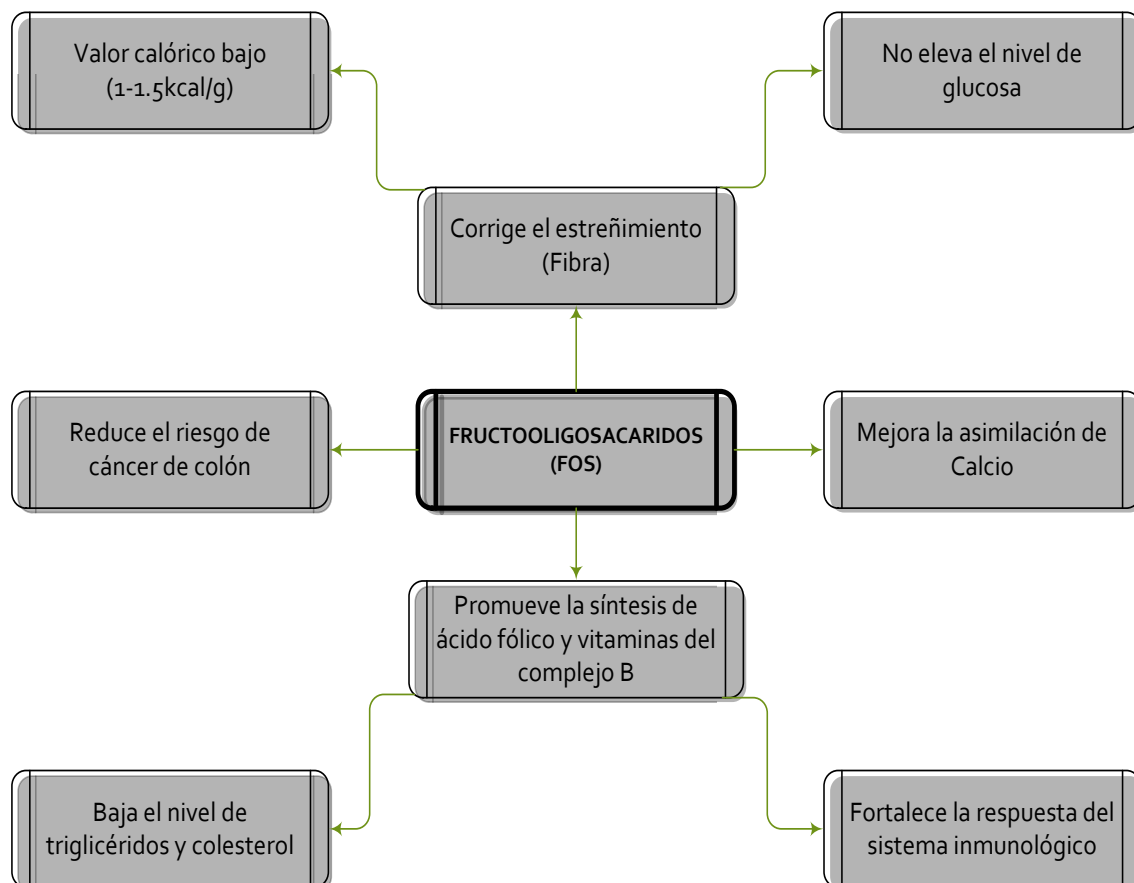 Valor calórico bajo
(1-1.5kcal/g)
No eleva el nivel de
glucosa
Corrige el estreñimiento
(Fibra)
Reduce el riesgo de
cáncer de colón
FRUCTOOLIGOSACARIDOS
(FOS)
Mejora la asimilación de
Calcio
Promueve la síntesis de
ácido fólico y vitaminas del
complejo B
Baja el nivel de
triglicéridos y colesterol
Fortalece la respuesta del
sistema inmunológico